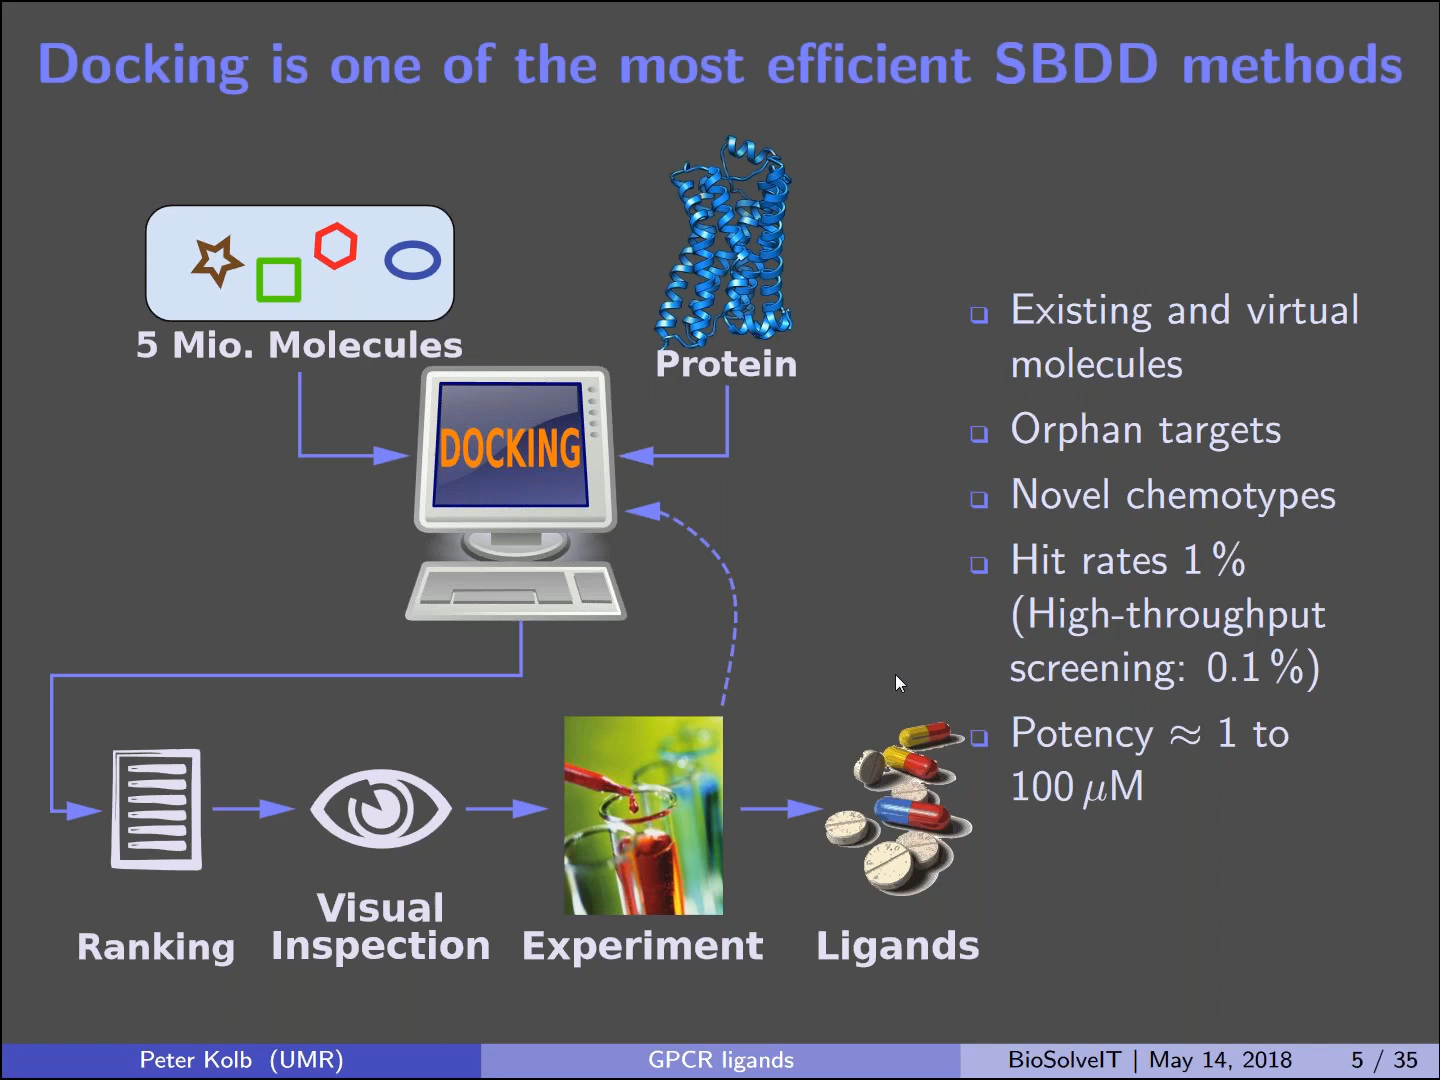 Docking is one of the most efficient SBDD methods
5 Mio. Molecules
Protein
DOCKING
Ranking
Visual
Inspection
Experiment
Ligands
Existing and virtual
molecules
Orphan targets
Novel chemotypes
Hit rates 1 %
(High-throughput
screening: 0.1 %)
Potency ≈ 1 to
100 μM
Peter Kolb (UMR)
GPCR ligands
BioSolveIT | May 14, 2018
5 / 35